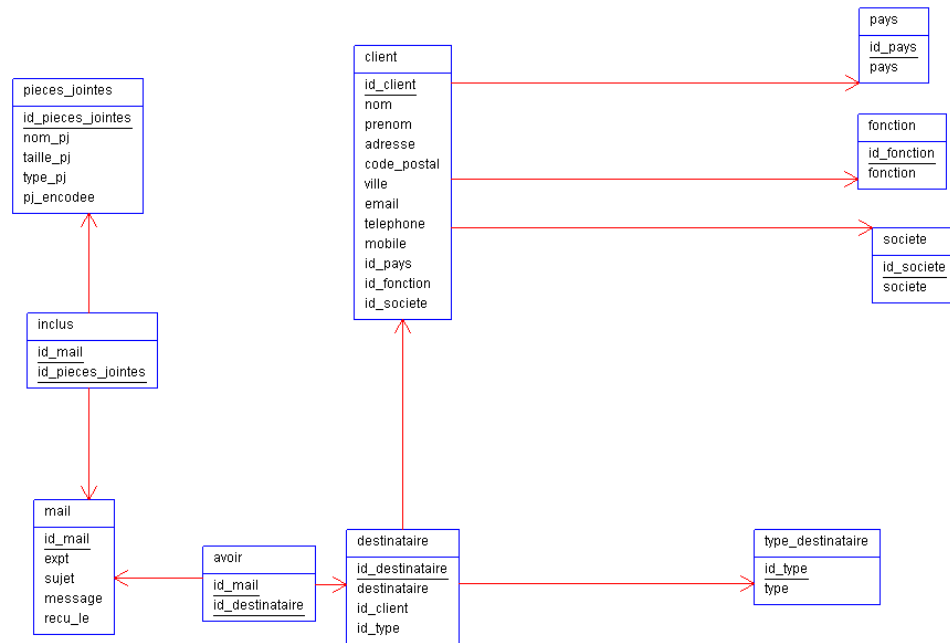 pays
id_pays
pays
client
id_client
nom
prenom
adresse
code_postal
ville
email
telephone
mobile
id_pays
id_fonction
id_societe
pieces_jointes
id_pieces_jointes
nom_pj
taille_pj
type_pj
pj_encodee
fonction
id_fonction
fonction
societe
id_societe
societe
inclus
id_mail
id_pieces_jointes
mail
id_mail
expt
sujet
message
recu_le
avoir
id_mail
id_destinataire
destinataire
id_destinataire
destinataire
id_client
id_type
type_destinataire
id_type
type